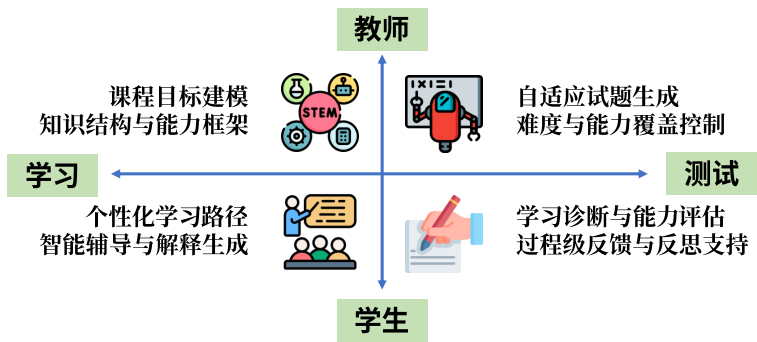 教师
课程目标建模
知识结构与能力框架
STEM
自适应试题生成
难度与能力覆盖控制
学习
测试
个性化学习路径
智能辅导与解释生成
学习诊断与能力评估
过程级反馈与反思支持
学生